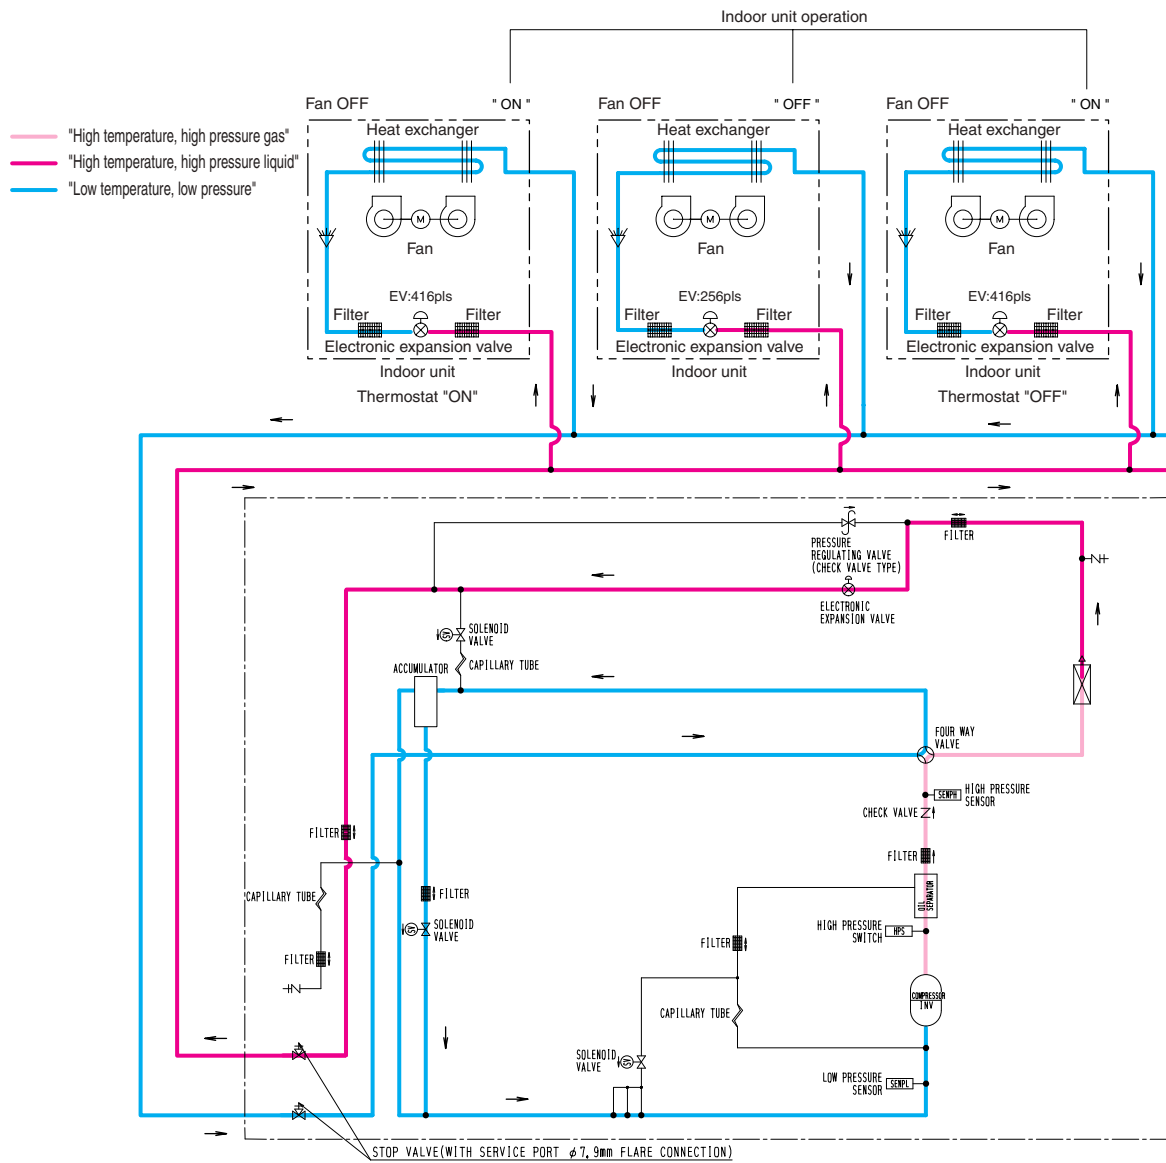 Indoor unit operation
Fan OFF
" ON "
Fan OFF
" OFF "
Fan OFF
" ON "
"High temperature, high pressure gas"
"High temperature, high pressure liquid"
"Low temperature, low pressure"
Heat exchanger
Heat exchanger
Heat exchanger
M
M
M
Fan
Fan
Fan
EV:416pls
EV:256pls
EV:416pls
Filter
Filter
Filter
Filter
Filter
Filter
Electronic expansion valve
Electronic expansion valve
Electronic expansion valve
Indoor unit
Indoor unit
Indoor unit
Thermostat "ON"
Thermostat "OFF"
PRESSURE
REGULATING VALVE
(CHECK VALVE TYPE)
FILTER
ELECTRONIC
EXPANSION VALVE
SV
SOLENOID
VALVE
ACCUMULATOR
CAPILLARY TUBE
FOUR WAY
VALVE
SENPH
HIGH PRESSURE
SENSOR
CHECK VALVE
FILTER
FILTER
CAPILLARY TUBE
FILTER
OIL
SEPARATOR
SV
SOLENOID
VALVE
HIGH PRESSURE
SWITCH
HPS
FILTER
FILTER
COMPRESSOR
INV
CAPILLARY TUBE
SOLENOID
VALVE
SV
LOW PRESSURE
SENSOR
SENPL
STOP VALVE(WITH SERVICE PORT φ7.9mm FLARE CONNECTION)